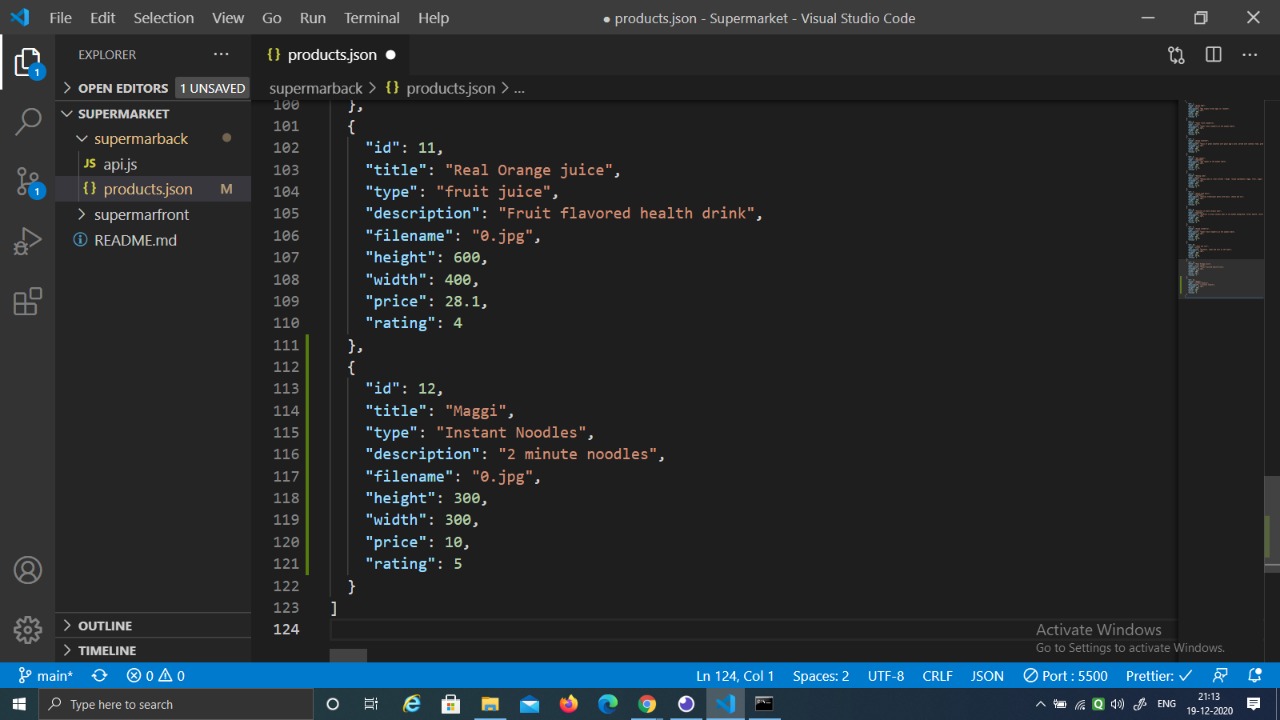 File Edit Selection View Go Run Terminal Help
● products.json - Supermarket - Visual Studio Code
EXPLORER
{} products.json ●
OPEN EDITORS 1 UNSAVED
supermarback > {} products.json > ...
SUPERMARKET
supermarback
JS api.js
{} products.json M
supermarfront
README.md
1
1
100 },
101 {
102 "id": 11,
103 "title": "Real Orange juice",
104 "type": "fruit juice",
105 "description": "Fruit flavored health drink",
106 "filename": "0.jpg",
107 "height": 600,
108 "width": 400,
109 "price": 28.1,
110 "rating": 4
111 },
112 {
113 "id": 12,
114 "title": "Maggi",
115 "type": "Instant Noodles",
116 "description": "2 minute noodles",
117 "filename": "0.jpg",
118 "height": 300,
119 "width": 300,
120 "price": 10,
121 "rating": 5
122 }
123 ]
124
OUTLINE
TIMELINE
Activate Windows
Go to Settings to activate Windows.
main* 0 0 Ln 124, Col 1 Spaces: 2 UTF-8 CRLF JSON Port : 5500 Prettier: ✓
Type here to search
ENG
21:13
19-12-2020